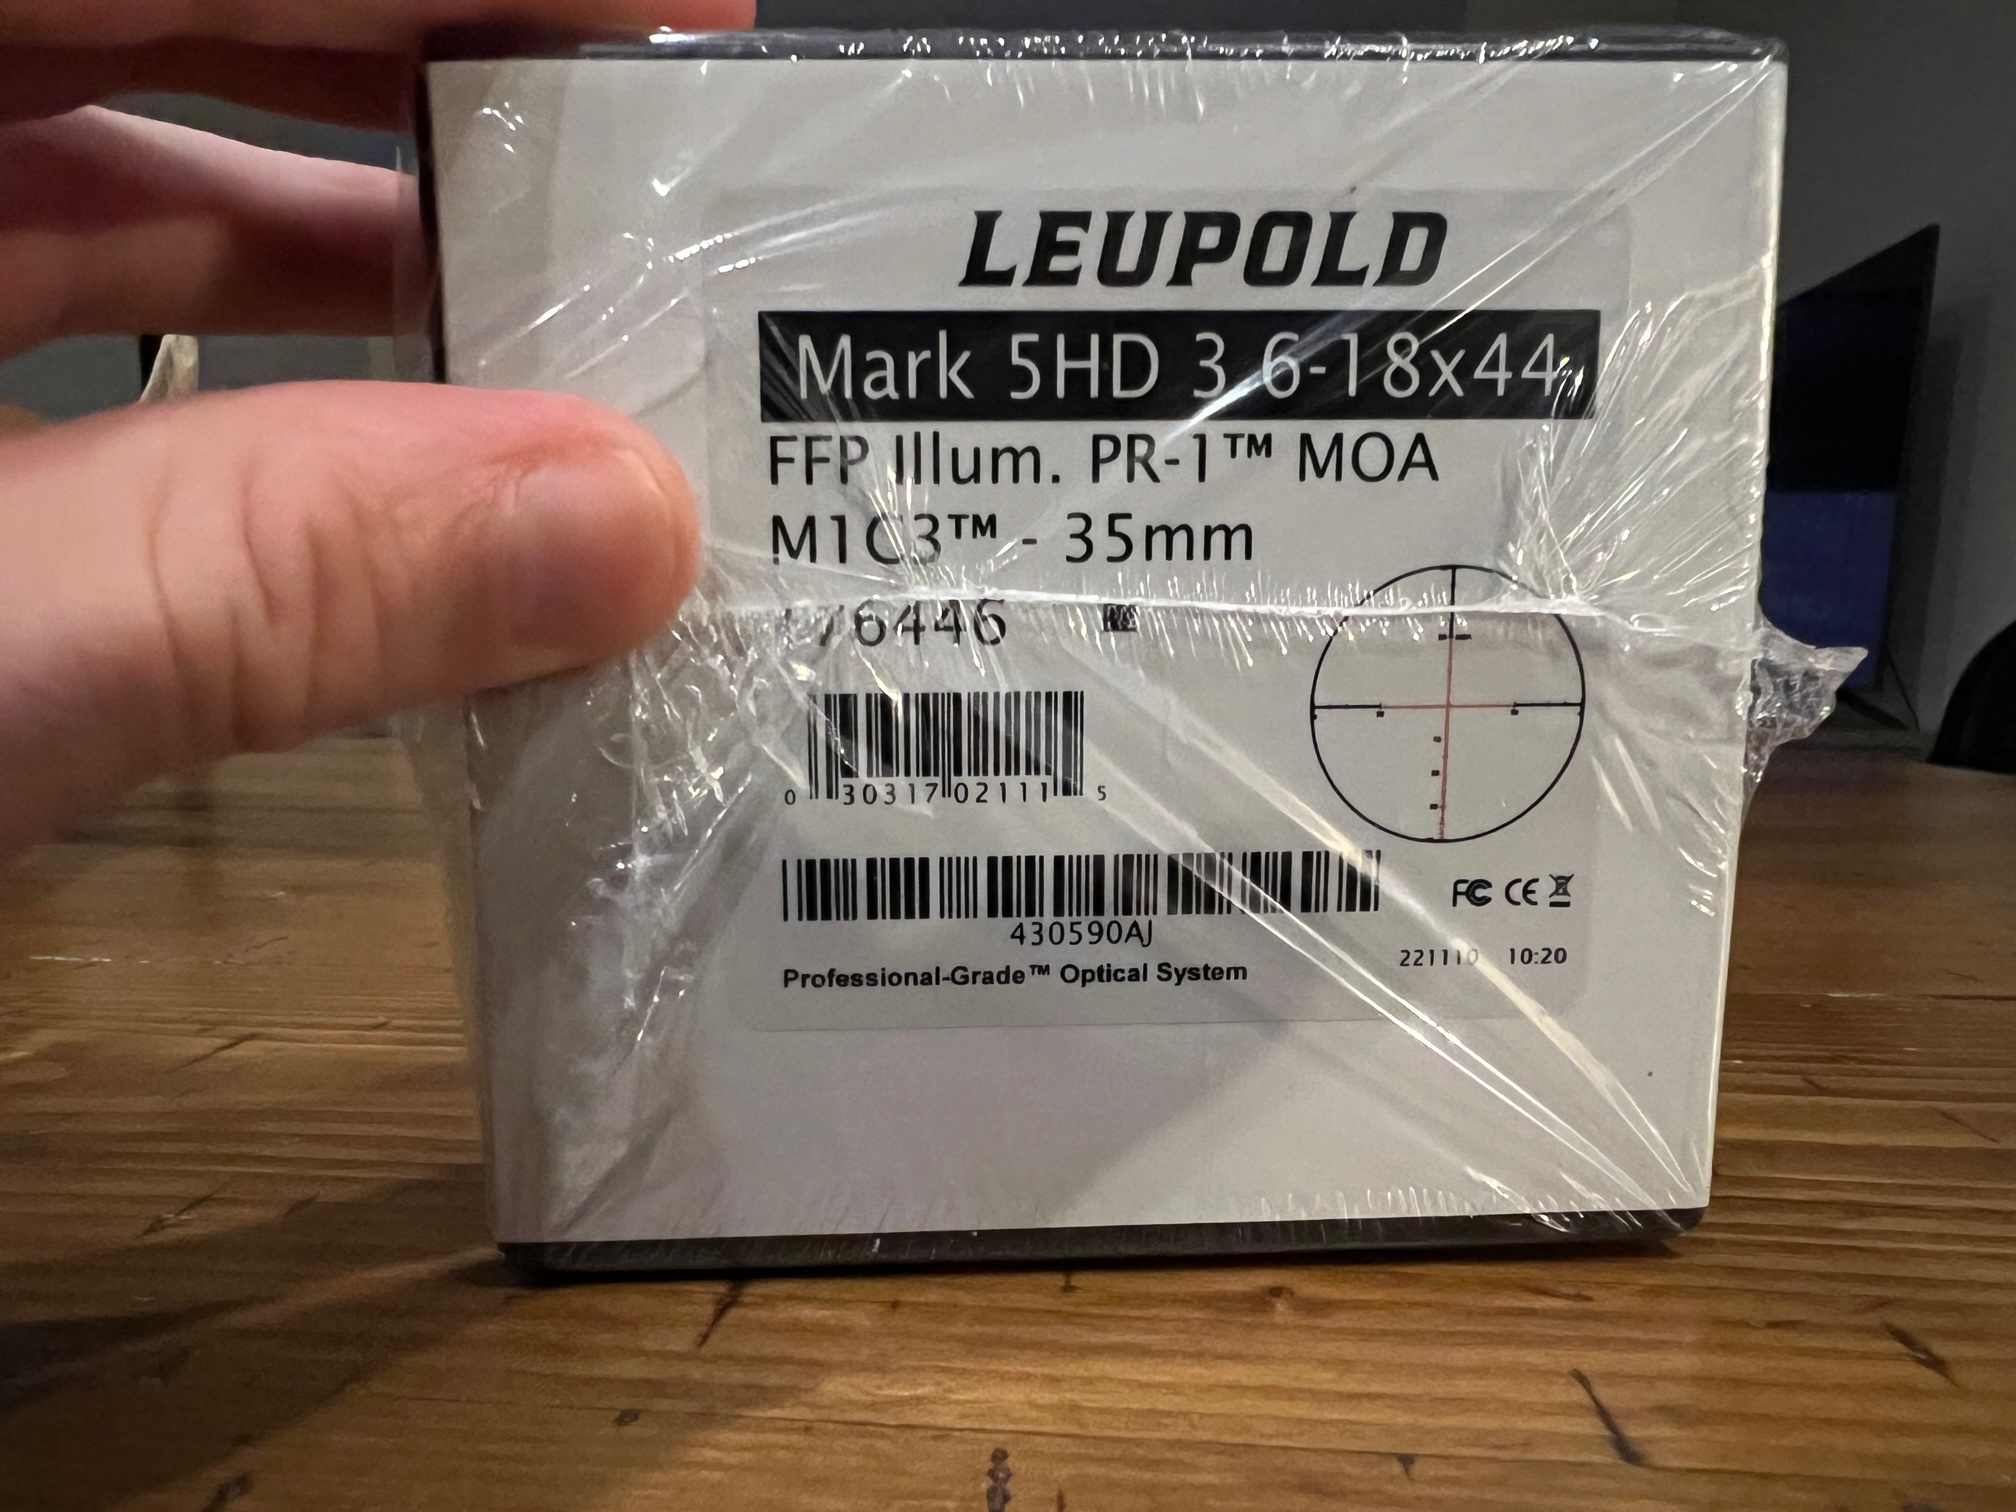 LEUPOLD
Mark 5HD 3.6-18x44
FFP Illum. PR-1™ MOA
M1C3™ - 35mm
176446
0 30317 02111 5
430590AJ
FC CE
221110 10:20
Professional-Grade™ Optical System